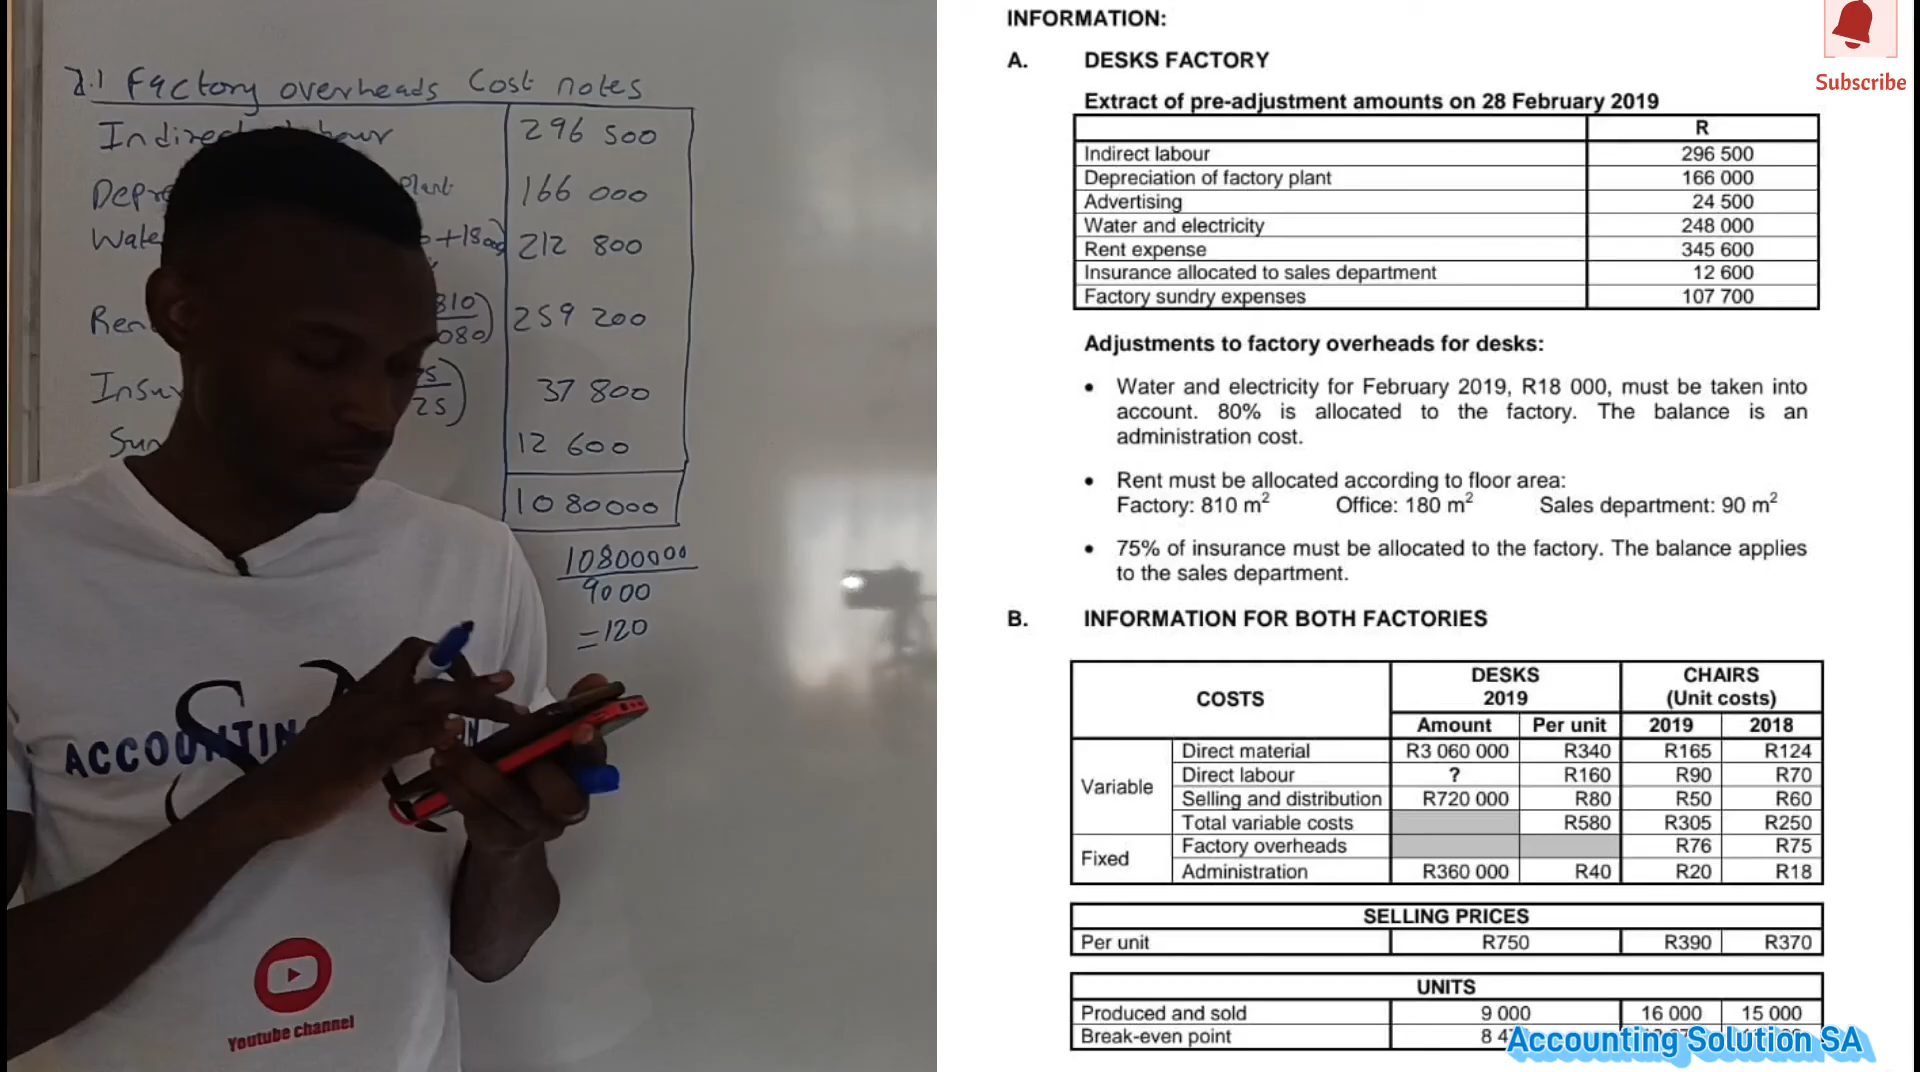 2.1 Factory overheads Cost notes
296 500
166 000
212 800
259 200
37 800
12 600
1080000
10800000
9000
=120
ACCOUNTIN
Youtube channel
INFORMATION:
Subscribe
A. DESKS FACTORY
Extract of pre-adjustment amounts on 28 February 2019
R
Indirect labour 296 500
Depreciation of factory plant 166 000
Advertising 24 500
Water and electricity 248 000
Rent expense 345 600
Insurance allocated to sales department 12 600
Factory sundry expenses 107 700
Adjustments to factory overheads for desks:
• Water and electricity for February 2019, R18 000, must be taken into
account. 80% is allocated to the factory. The balance is an
administration cost.
• Rent must be allocated according to floor area:
Factory: 810 m² Office: 180 m² Sales department: 90 m²
• 75% of insurance must be allocated to the factory. The balance applies
to the sales department.
B. INFORMATION FOR BOTH FACTORIES
COSTS DESKS 2019 CHAIRS (Unit costs)
Amount Per unit 2019 2018
Variable
Direct material R3 060 000 R340 R165 R124
Direct labour ? R160 R90 R70
Selling and distribution R720 000 R80 R50 R60
Total variable costs R580 R305 R250
Fixed
Factory overheads R76 R75
Administration R360 000 R40 R20 R18
SELLING PRICES
Per unit R750 R390 R370
UNITS
Produced and sold 9 000 16 000 15 000
Break-even point
Accounting Solution SA